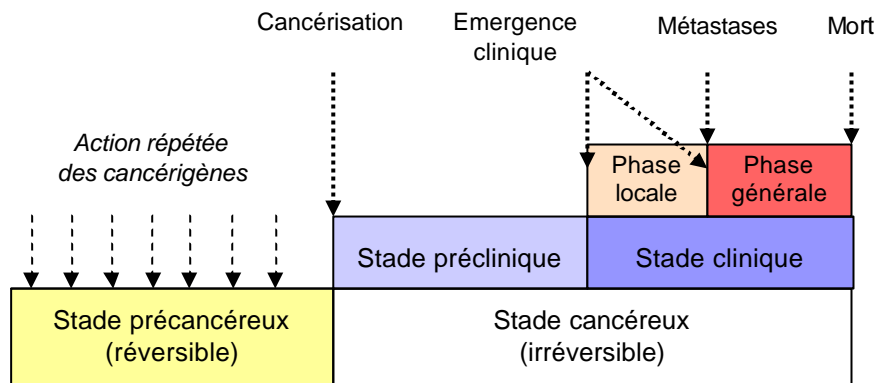 Cancérisation
Emergence
clinique
Métastases
Mort
Action répétée
des cancérigènes
Phase
locale
Phase
générale
Stade préclinique
Stade clinique
Stade précancéreux
(réversible)
Stade cancéreux
(irréversible)